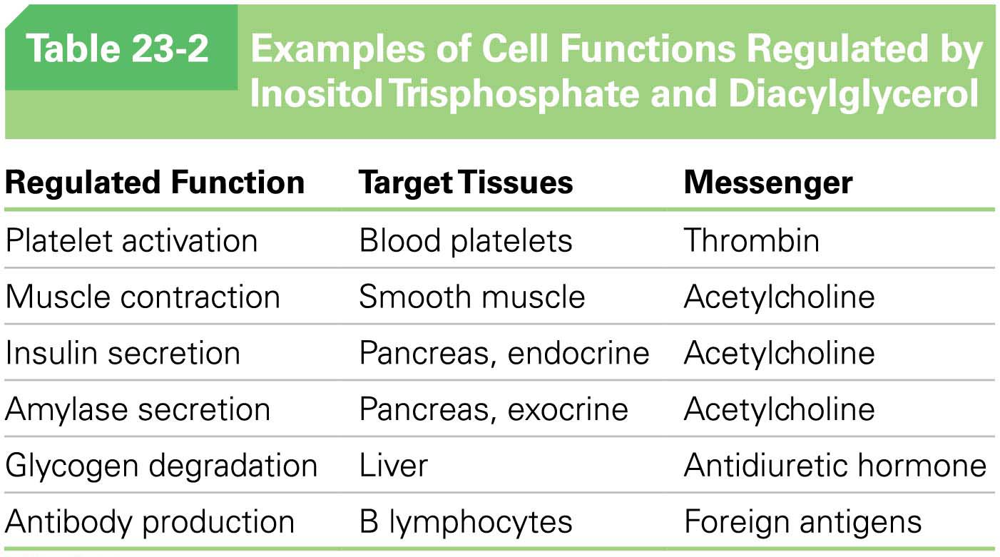 Table 23-2
Examples of Cell Functions Regulated by
Inositol Trisphosphate and Diacylglycerol
Regulated Function Target Tissues Messenger
Platelet activation Blood platelets Thrombin
Muscle contraction Smooth muscle Acetylcholine
Insulin secretion Pancreas, endocrine Acetylcholine
Amylase secretion Pancreas, exocrine Acetylcholine
Glycogen degradation Liver Antidiuretic hormone
Antibody production B lymphocytes Foreign antigens